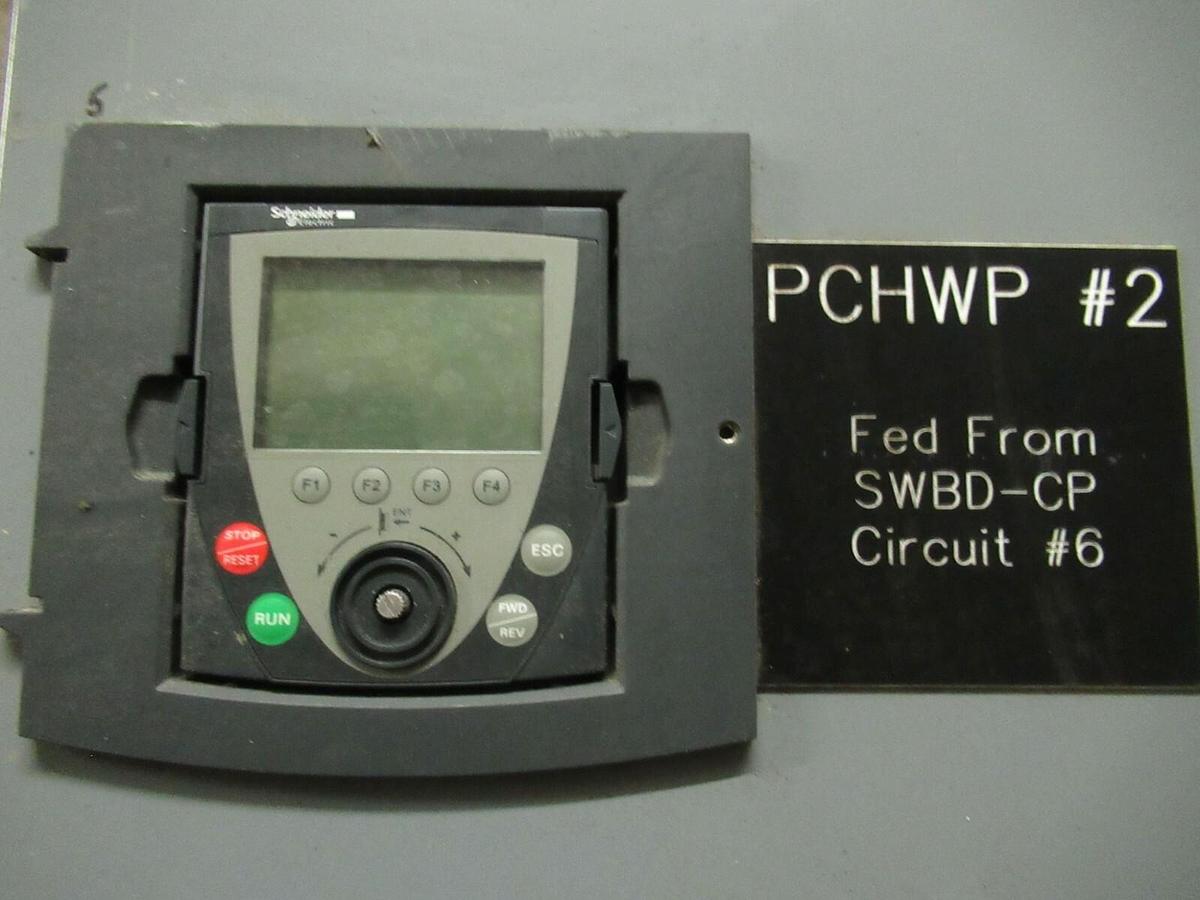 5
Schneider
Electric
F1 F2 F3 F4
ENT
- +
STOP
RESET
ESC
RUN
FWD
REV
PCHWP #2
Fed From
SWBD-CP
Circuit #6